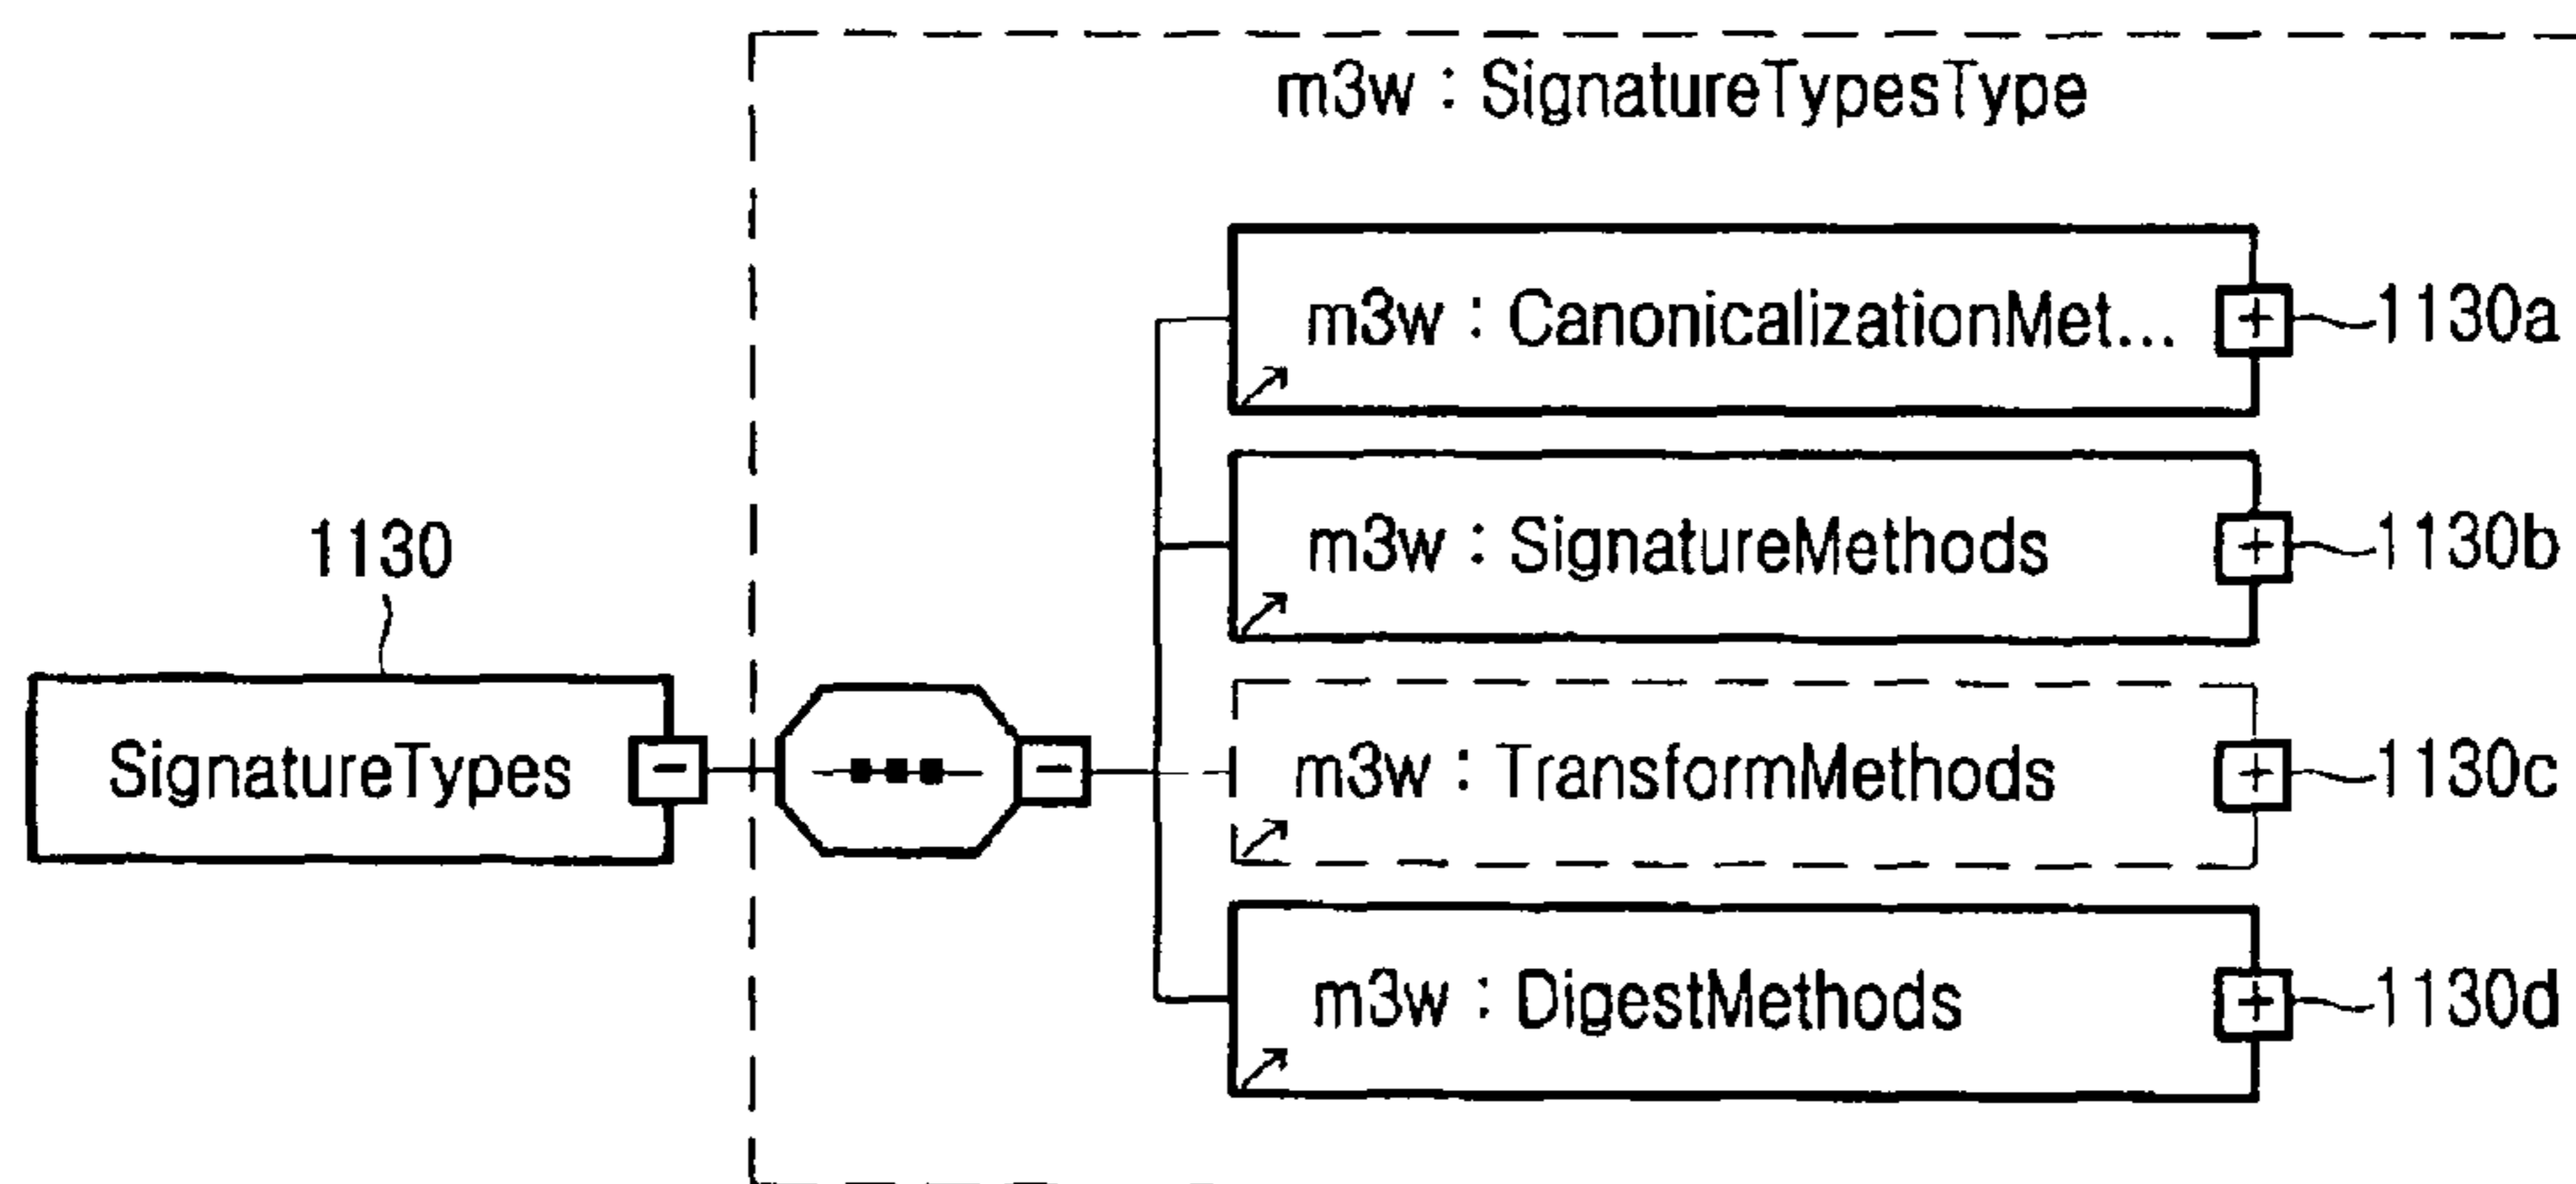 m3w : SignatureTypesType
m3w : CanonicalizationMet...
1130a
m3w : SignatureMethods
1130b
1130
SignatureTypes
m3w : TransformMethods
1130c
m3w : DigestMethods
1130d